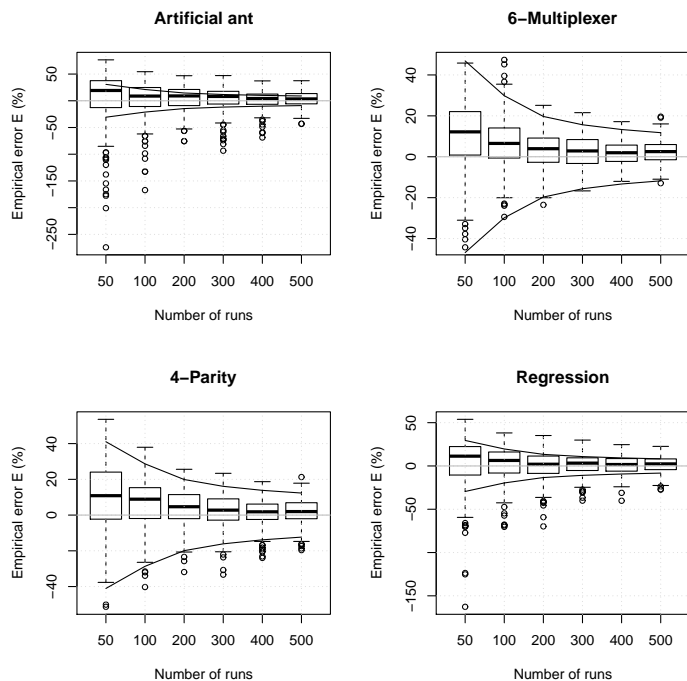 Artificial ant
Empirical error E (%)
50
−50
−150
−250
50 100 200 300 400 500
Number of runs
6−Multiplexer
Empirical error E (%)
40
20
0
−20
−40
50 100 200 300 400 500
Number of runs
4−Parity
Empirical error E (%)
40
20
0
−40
50 100 200 300 400 500
Number of runs
Regression
Empirical error E (%)
50
0
−50
−150
50 100 200 300 400 500
Number of runs